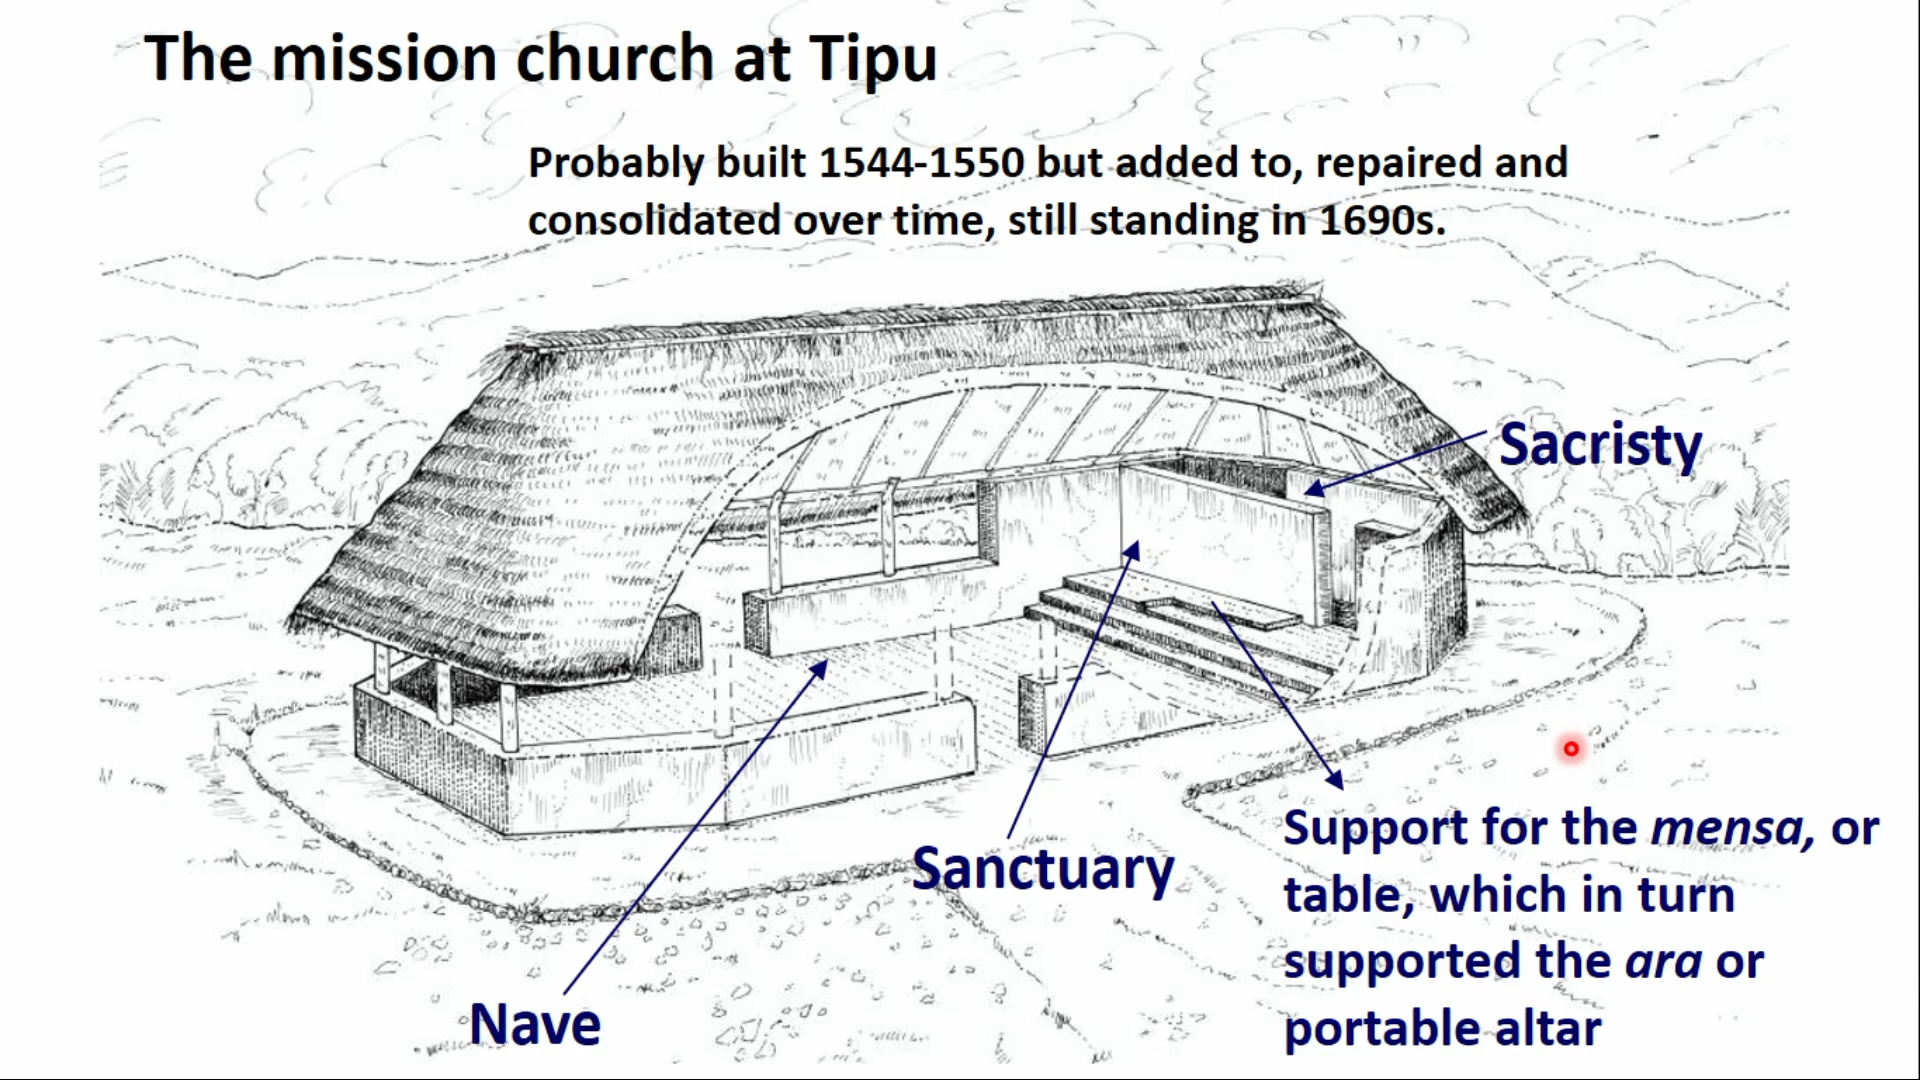 The mission church at Tipu
Probably built 1544-1550 but added to, repaired and
consolidated over time, still standing in 1690s.
Sacristy
Sanctuary
Support for the mensa, or
table, which in turn
supported the ara or
portable altar
Nave